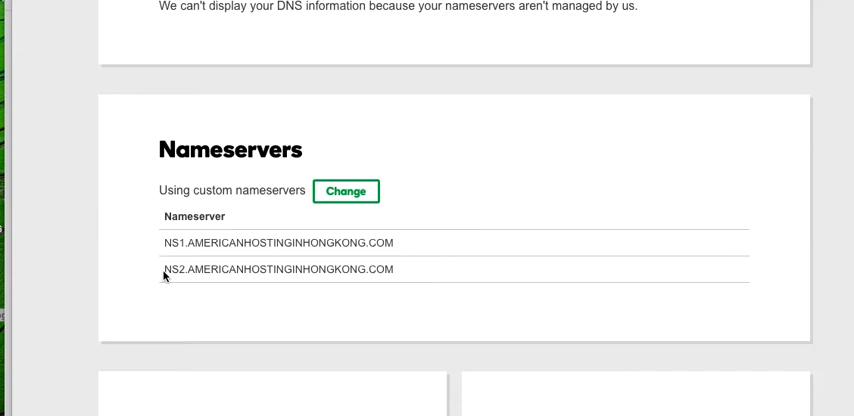 We can't display your DNS information because your nameservers aren't managed by us.
Nameservers
Using custom nameservers Change
Nameserver
NS1.AMERICANHOSTINGINHONGKONG.COM
NS2.AMERICANHOSTINGINHONGKONG.COM